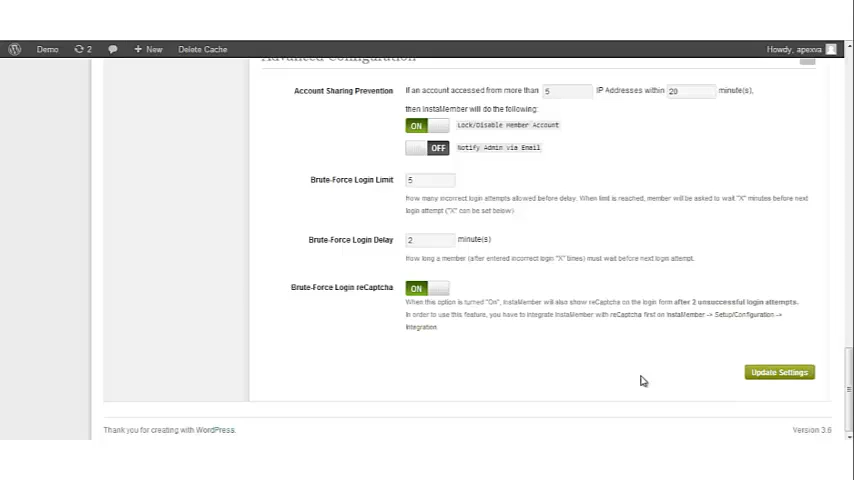 Demo 2 + New Delete Cache Howdy, apexva
Advanced Configuration
Account Sharing Prevention If an account accessed from more than 5 IP Addresses within 20 minute(s),
then InstaMember will do the following:
ON Lock/Disable Member Account
OFF Notify Admin via Email
Brute-Force Login Limit 5
How many incorrect login attempts allowed before delay. When limit is reached, member will be asked to wait "X" minutes before next
login attempt ("X" can be set below)
Brute-Force Login Delay 2 minute(s)
How long a member (after entered incorrect login "X" times) must wait before next login attempt.
Brute-Force Login reCaptcha ON
When this option is turned "On", InstaMember will also show reCaptcha on the login form after 2 unsuccessful login attempts.
In order to use this feature, you have to integrate InstaMember with reCaptcha first on InstaMember -> Setup/Configuration ->
Integration
Update Settings
Thank you for creating with WordPress. Version 3.6